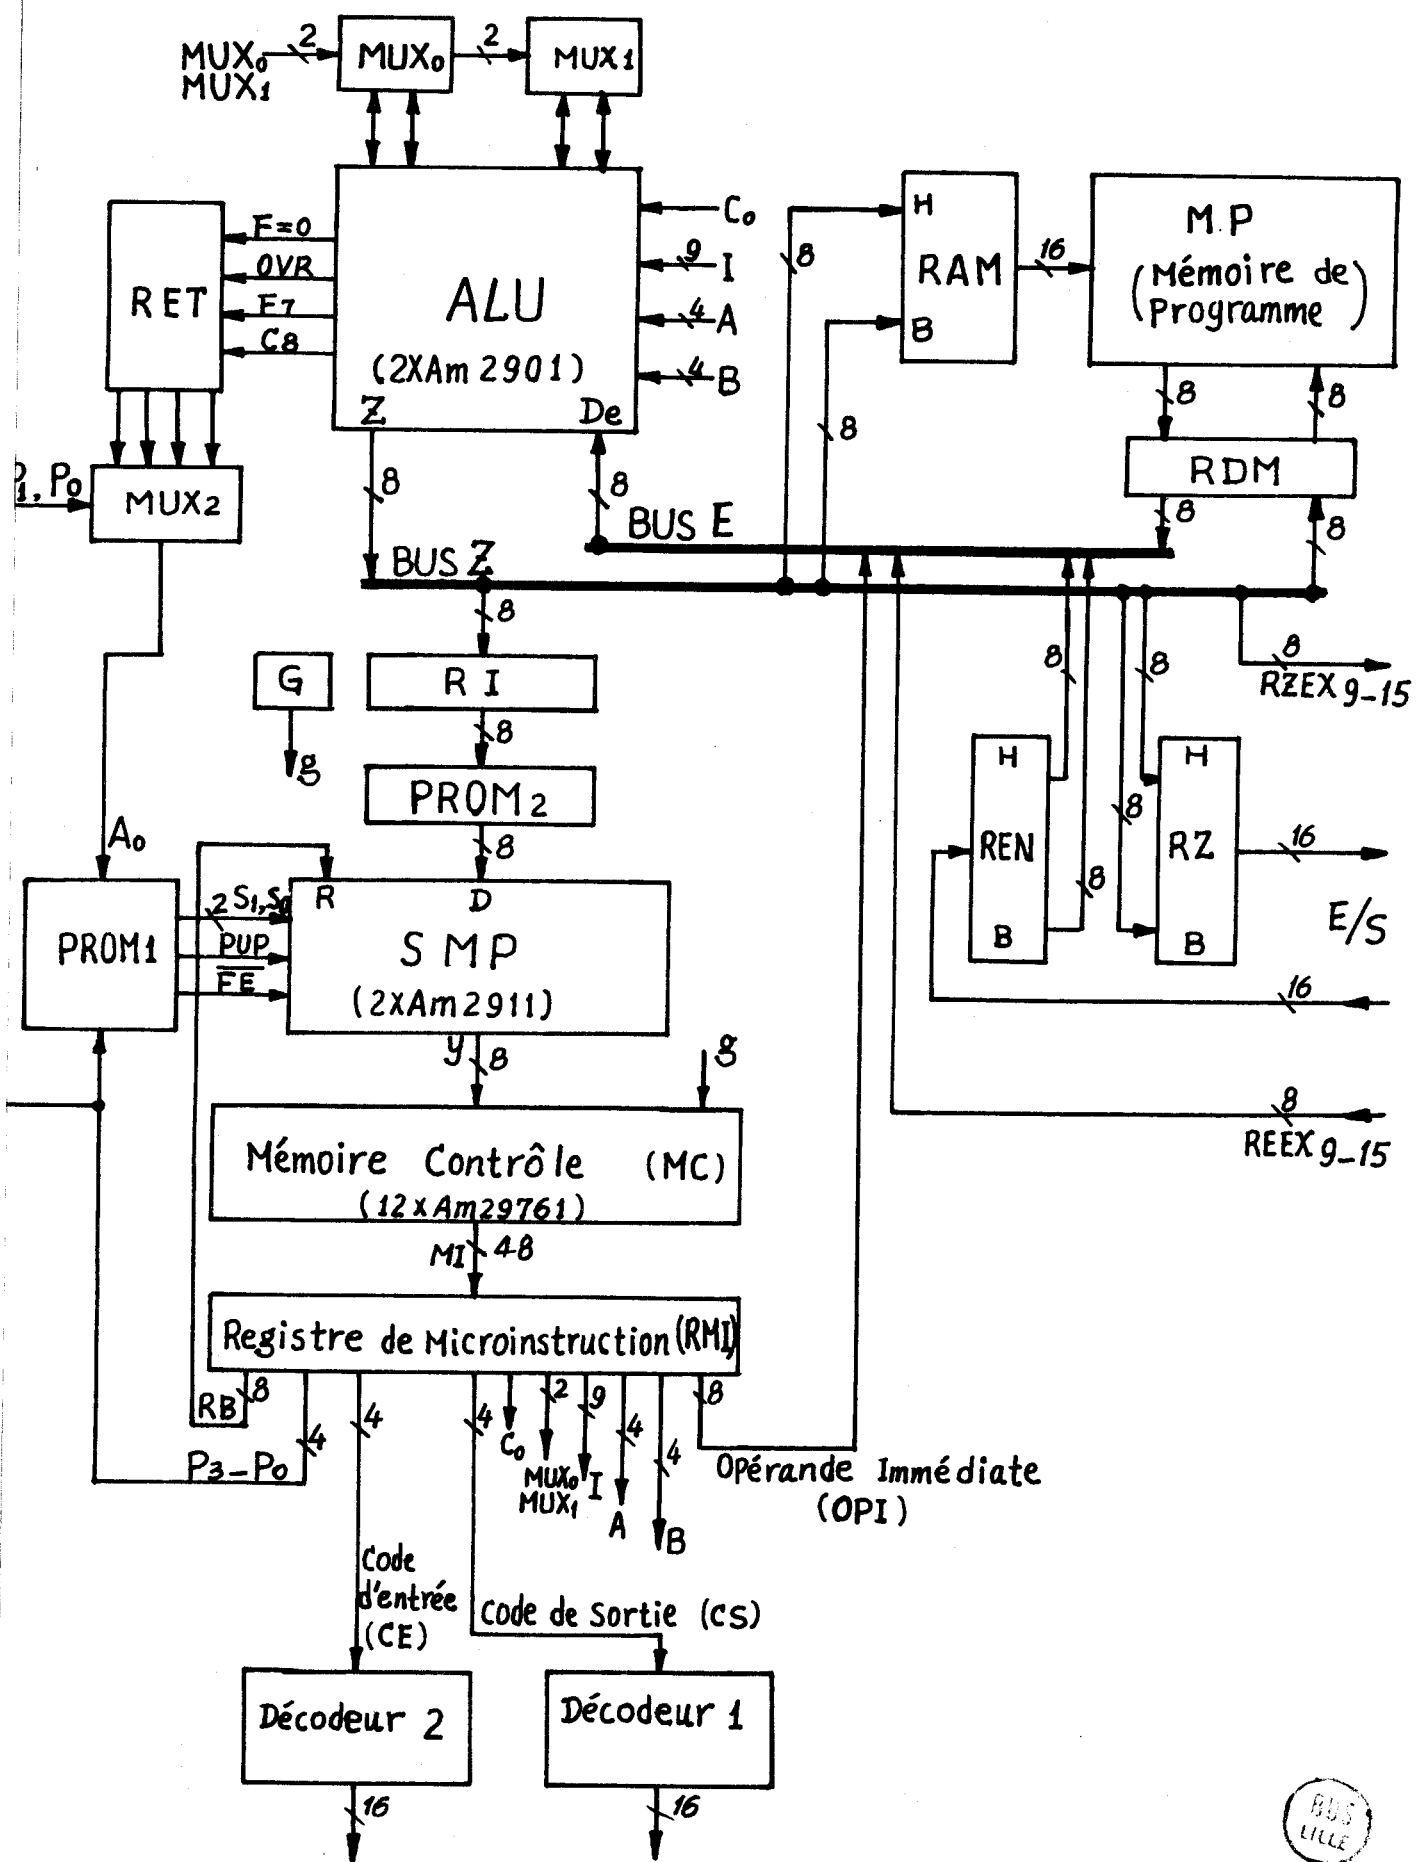 MUX0
MUX1
2
MUX0
2
MUX1
RET
F=0
OVR
F7
C8
ALU
(2XAm 2901)
Z
De
C0
9
I
4
A
4
B
8
8
H
RAM
B
16
M.P
(Mémoire de
Programme)
8
8
RDM
8
8
P1, P0
MUX2
8
8
BUS E
BUS Z
8
RI
8
PROM2
8
G
g
A0
PROM1
2 S1, S0
PUP
FE
R
D
SMP
(2XAm2911)
y
8
g
Mémoire Contrôle (MC)
(12 x Am29761)
MI
48
Registre de Microinstruction (RMI)
RB
8
P3-P0
4
4
4
C0
2
MUX0
MUX1
9
I
4
A
4
B
8
Opérande Immédiate
(OPI)
Code
d'entrée
(CE)
Code de Sortie (CS)
Décodeur 2
Décodeur 1
16
16
8
8
REN
H
B
8
8
H
RZ
B
8
RZEX 9-15
16
E/S
16
8
REEX 9-15
BUS
LILLE